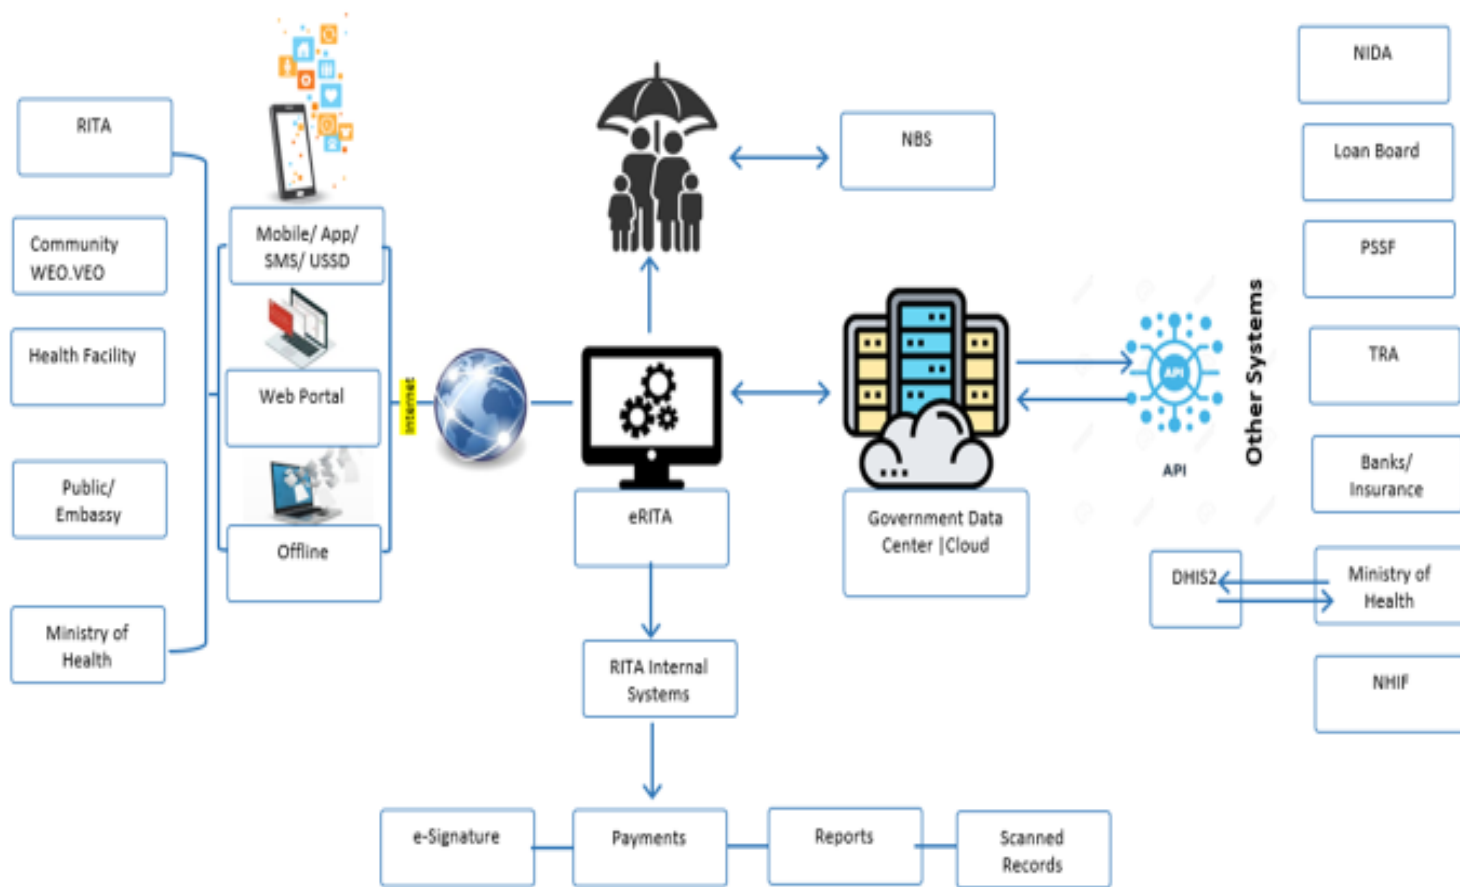 RITA
Community
WEO.VEO
Health Facility
Public/
Embassy
Ministry of
Health
Mobile/ App/
SMS/ USSD
Web Portal
Offline
Internet
eRITA
RITA Internal
Systems
e-Signature
Payments
Reports
Scanned
Records
NBS
Government Data
Center |Cloud
API
API
Other Systems
NIDA
Loan Board
PSSF
TRA
Banks/
Insurance
DHIS2
Ministry of
Health
NHIF